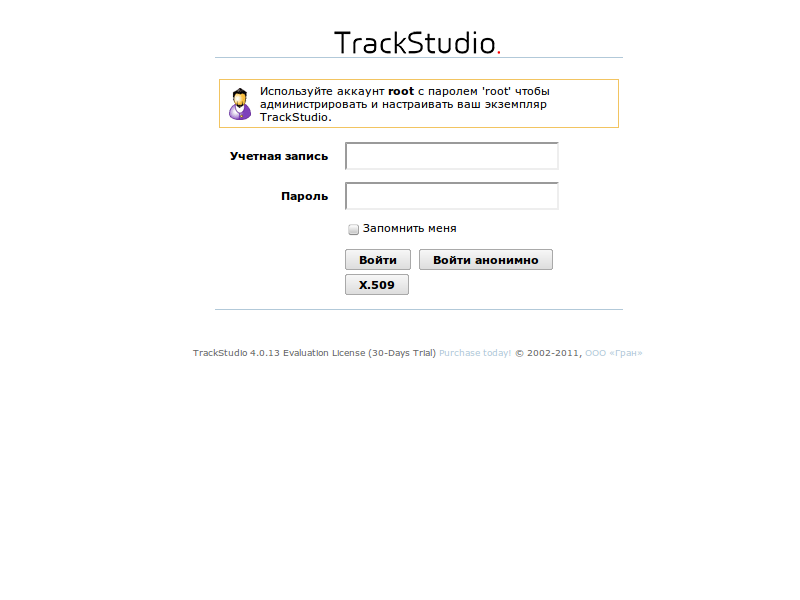 TrackStudio.
Используйте аккаунт root с паролем 'root' чтобы
администрировать и настраивать ваш экземпляр
TrackStudio.
Учетная запись
Пароль
Запомнить меня
Войти Войти анонимно
X.509
TrackStudio 4.0.13 Evaluation License (30-Days Trial) Purchase today! © 2002-2011, ООО «Гран»